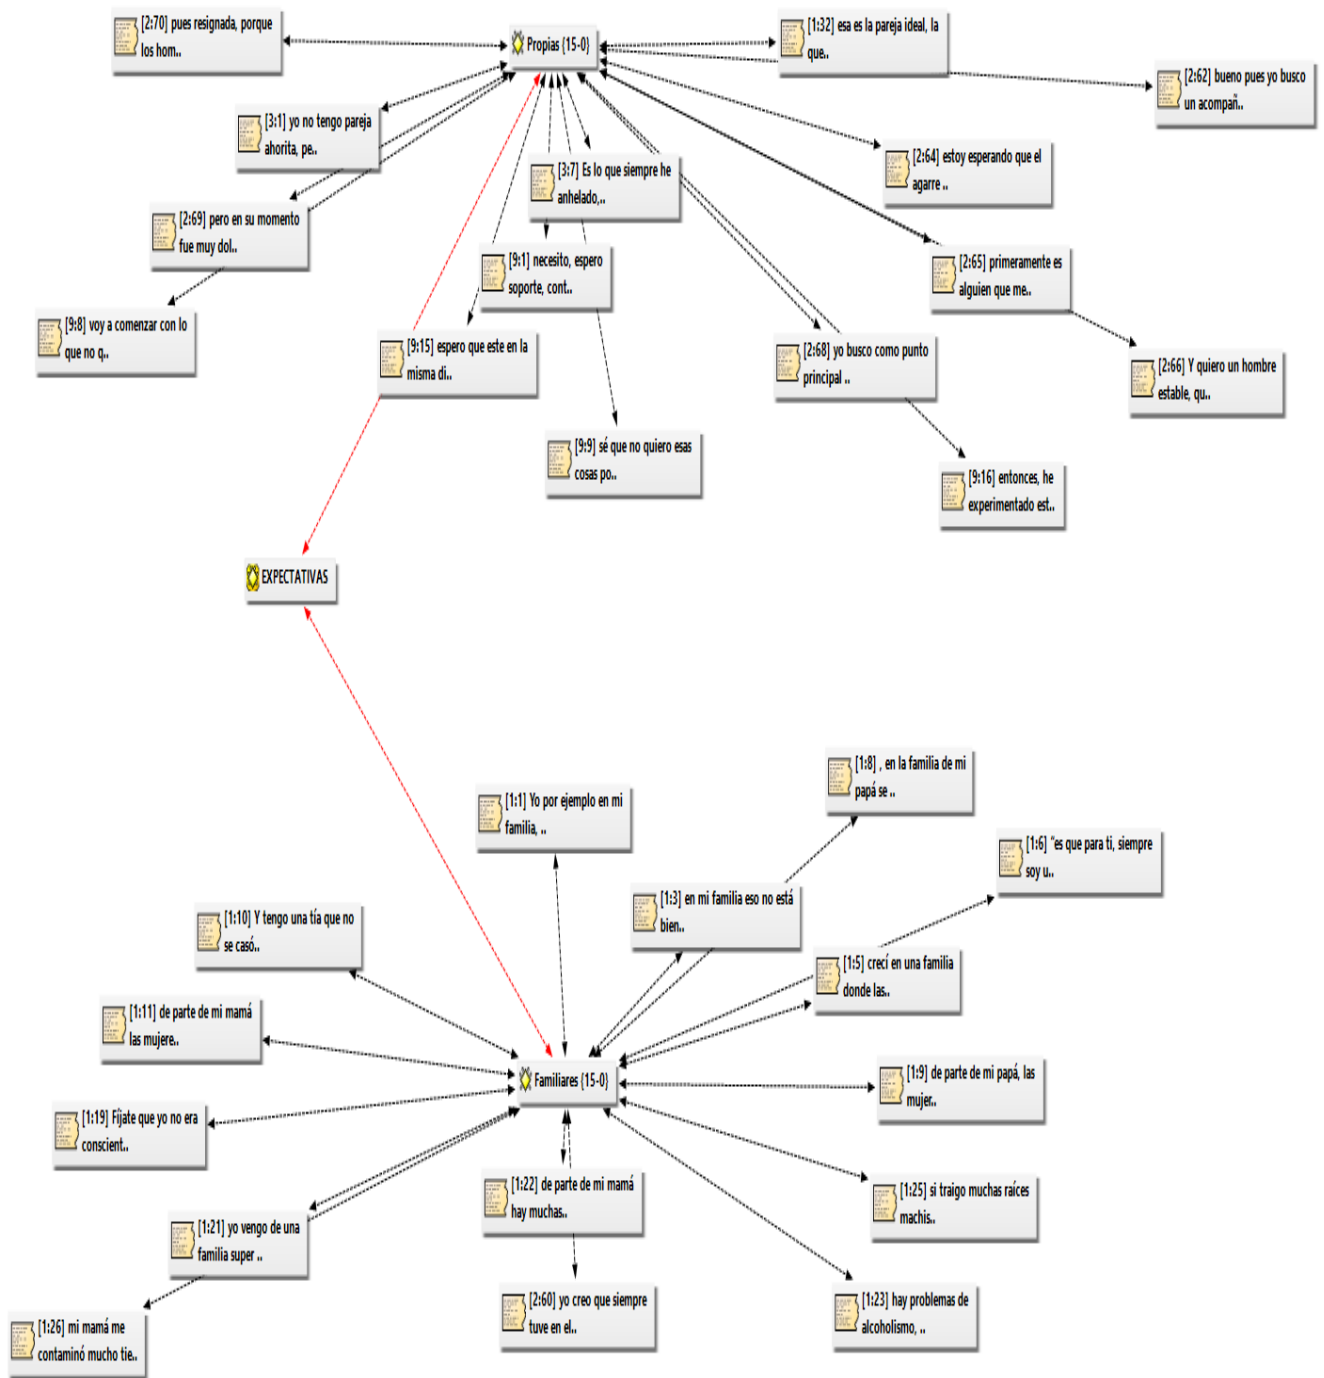 [2:70] pues resignada, porque
los hom..
Propias {15-0}
[1:32] esa es la pareja ideal, la
que..
[2:62] bueno pues yo busco
un acompañ..
[3:1] yo no tengo pareja
ahorita, pe..
[3:7] Es lo que siempre he
anhelado,..
[2:64] estoy esperando que el
agarre ..
[2:69] pero en su momento
fue muy dol..
[9:1] necesito, espero
soporte, cont..
[2:65] primeramente es
alguien que me..
[9:8] voy a comenzar con lo
que no q..
[9:15] espero que este en la
misma di..
[2:68] yo busco como punto
principal ..
[2:66] Y quiero un hombre
estable, qu..
[9:9] sé que no quiero esas
cosas po..
[9:16] entonces, he
experimentado est..
EXPECTATIVAS
[1:8] , en la familia de mi
papá se ..
[1:1] Yo por ejemplo en mi
familia, ..
[1:6] "es que para ti, siempre
soy u..
[1:3] en mi familia eso no está
bien..
[1:10] Y tengo una tía que no
se casó..
[1:5] crecí en una familia
donde las..
[1:11] de parte de mi mamá
las mujere..
Familiares {15-0}
[1:9] de parte de mi papá, las
mujer..
[1:19] Fíjate que yo no era
conscient..
[1:22] de parte de mi mamá
hay muchas..
[1:25] si traigo muchas raíces
machis..
[1:21] yo vengo de una
familia super ..
[2:60] yo creo que siempre
tuve en el..
[1:23] hay problemas de
alcoholismo, ..
[1:26] mi mamá me
contaminó mucho tie..